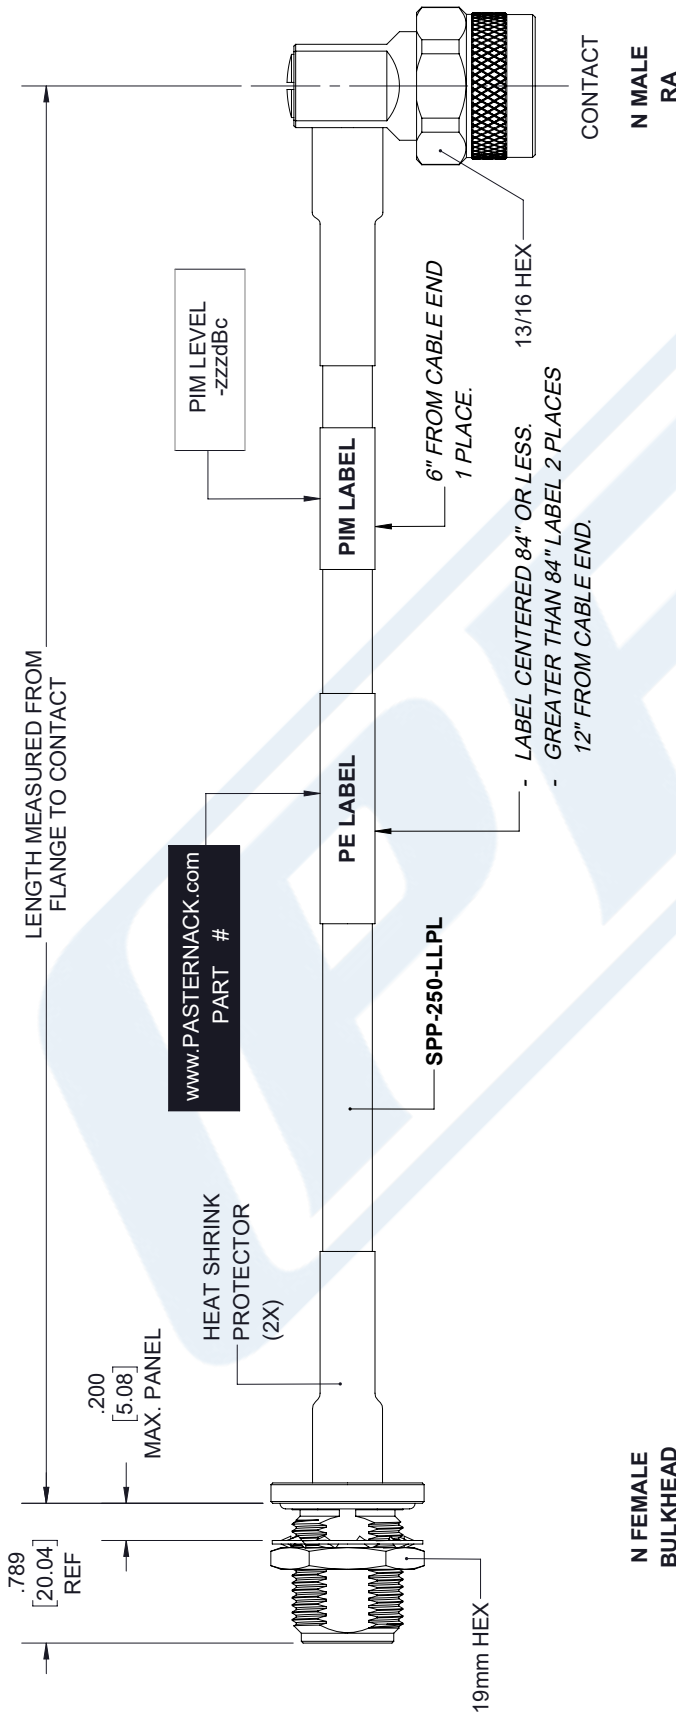 .789
[20.04]
REF
.200
[5.08]
MAX. PANEL
LENGTH MEASURED FROM
FLANGE TO CONTACT
HEAT SHRINK
PROTECTOR
(2X)
www.PASTERNACK.com
PART #
PIM LEVEL
-zzzdBc
PE LABEL
PIM LABEL
SPP-250-LLPL
6" FROM CABLE END
1 PLACE.
- LABEL CENTERED 84" OR LESS.
- GREATER THAN 84" LABEL 2 PLACES
12" FROM CABLE END.
19mm HEX
13/16 HEX
CONTACT
N FEMALE
BULKHEAD
N MALE
RA